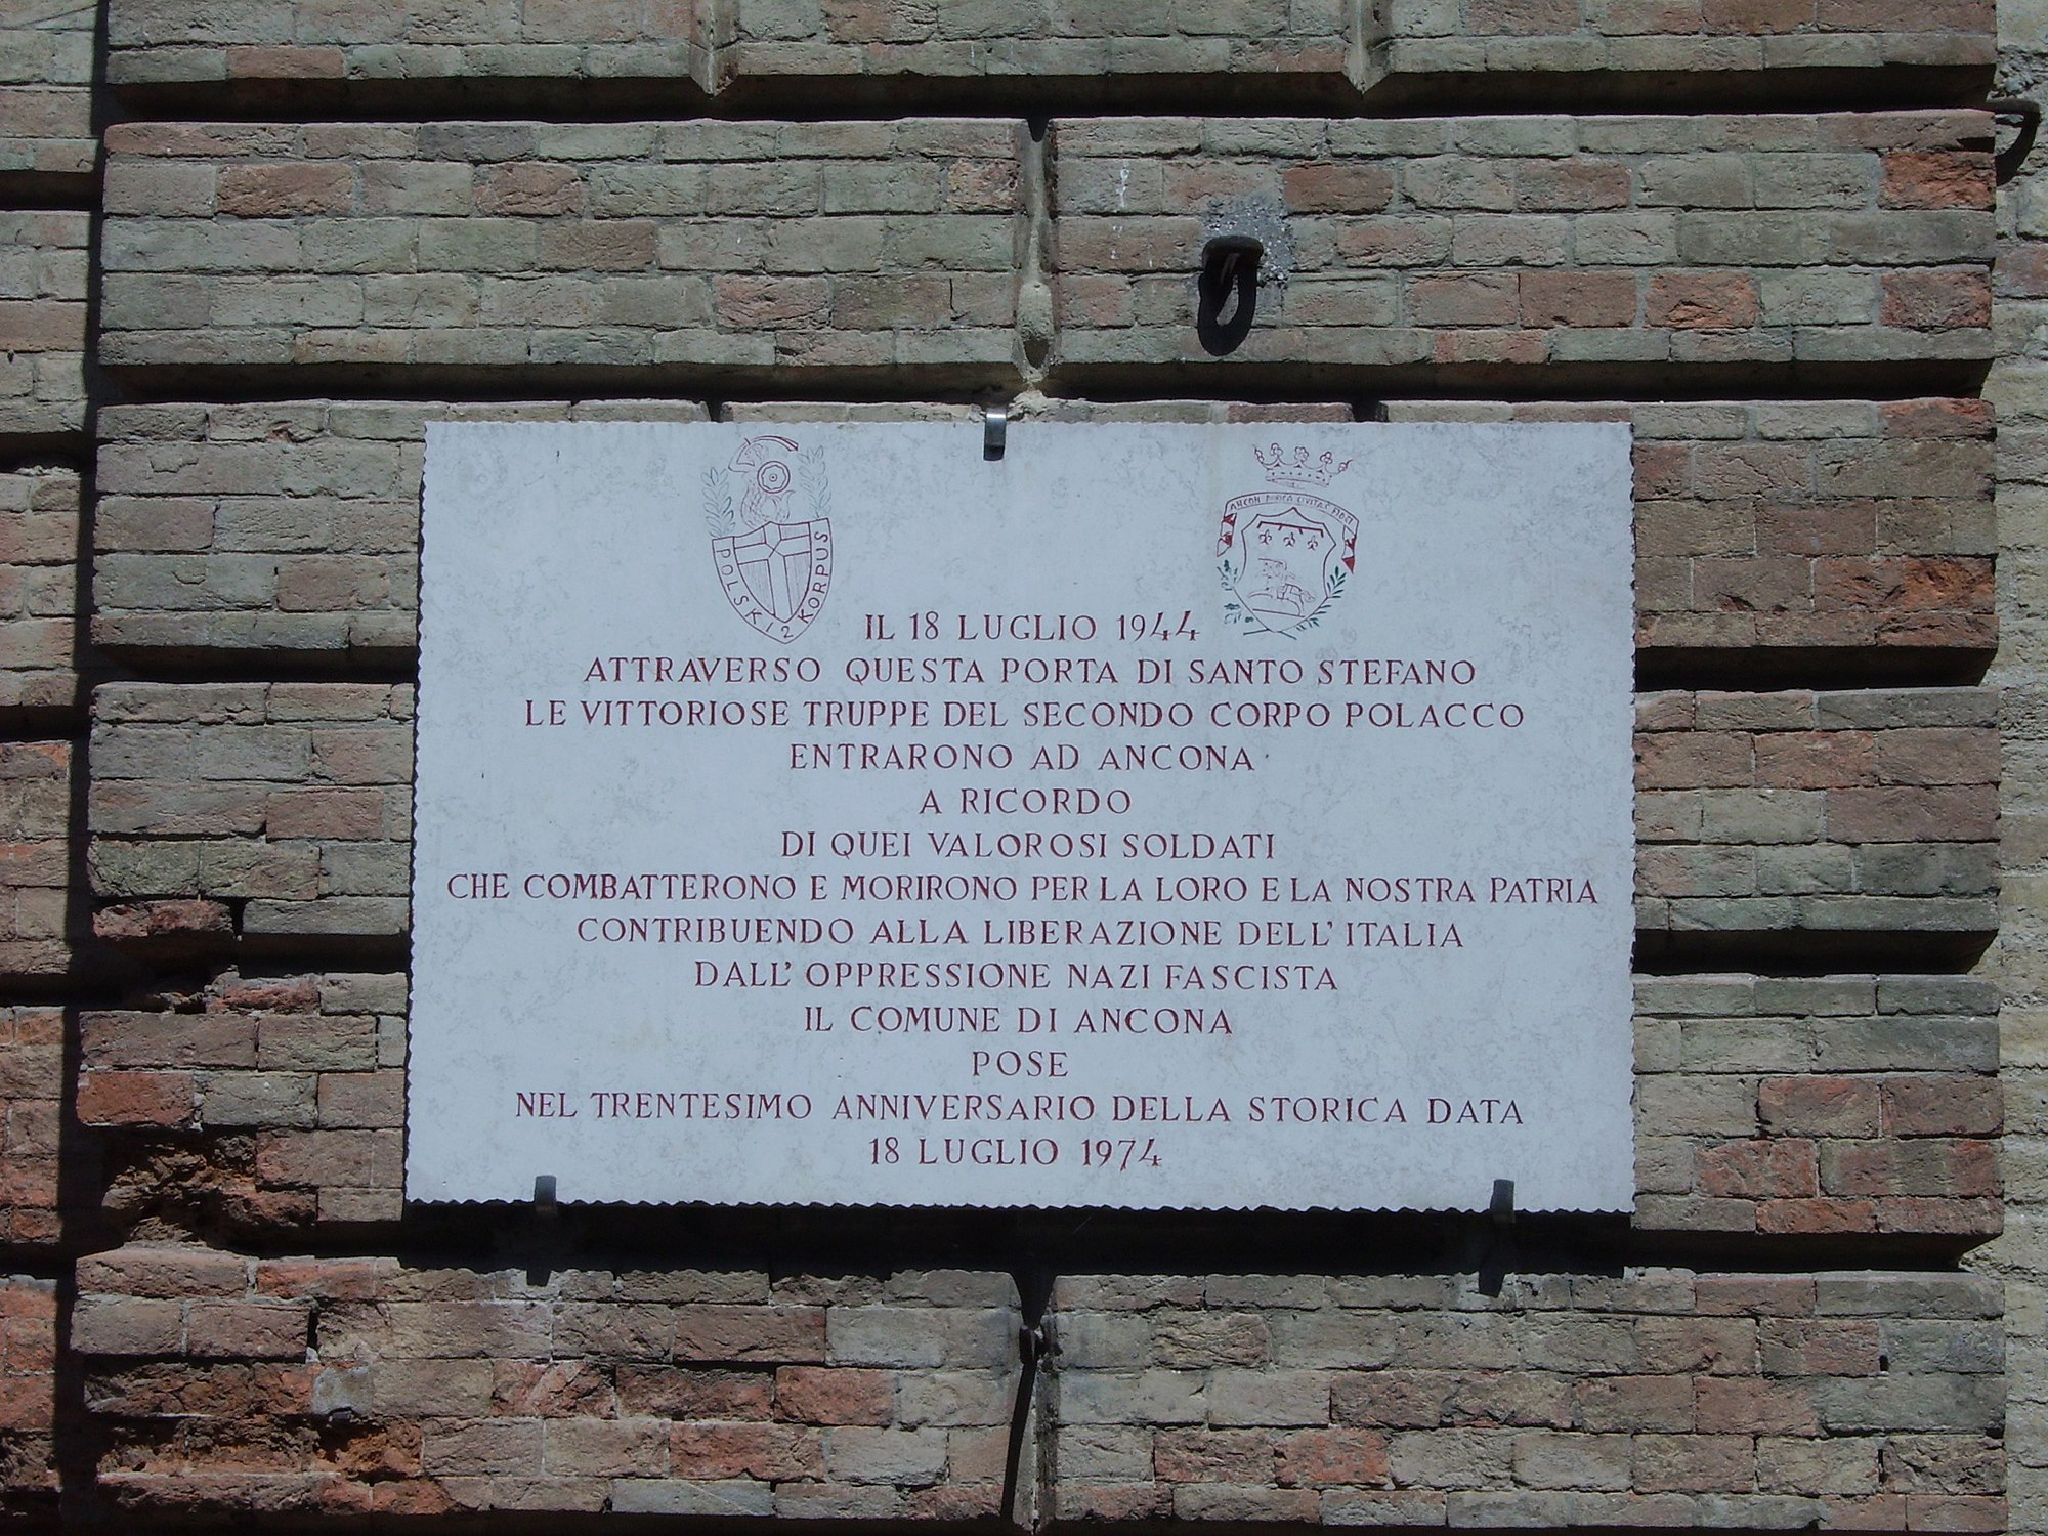 POLSKI 2 KORPUS
IL 18 LUGLIO 1944
ATTRAVERSO QUESTA PORTA DI SANTO STEFANO
LE VITTORIOSE TRUPPE DEL SECONDO CORPO POLACCO
ENTRARONO AD ANCONA
A RICORDO
DI QUEI VALOROSI SOLDATI
CHE COMBATTERONO E MORIRONO PER LA LORO E LA NOSTRA PATRIA
CONTRIBUENDO ALLA LIBERAZIONE DELL'ITALIA
DALL'OPPRESSIONE NAZI FASCISTA
IL COMUNE DI ANCONA
POSE
NEL TRENTESIMO ANNIVERSARIO DELLA STORICA DATA
18 LUGLIO 1974